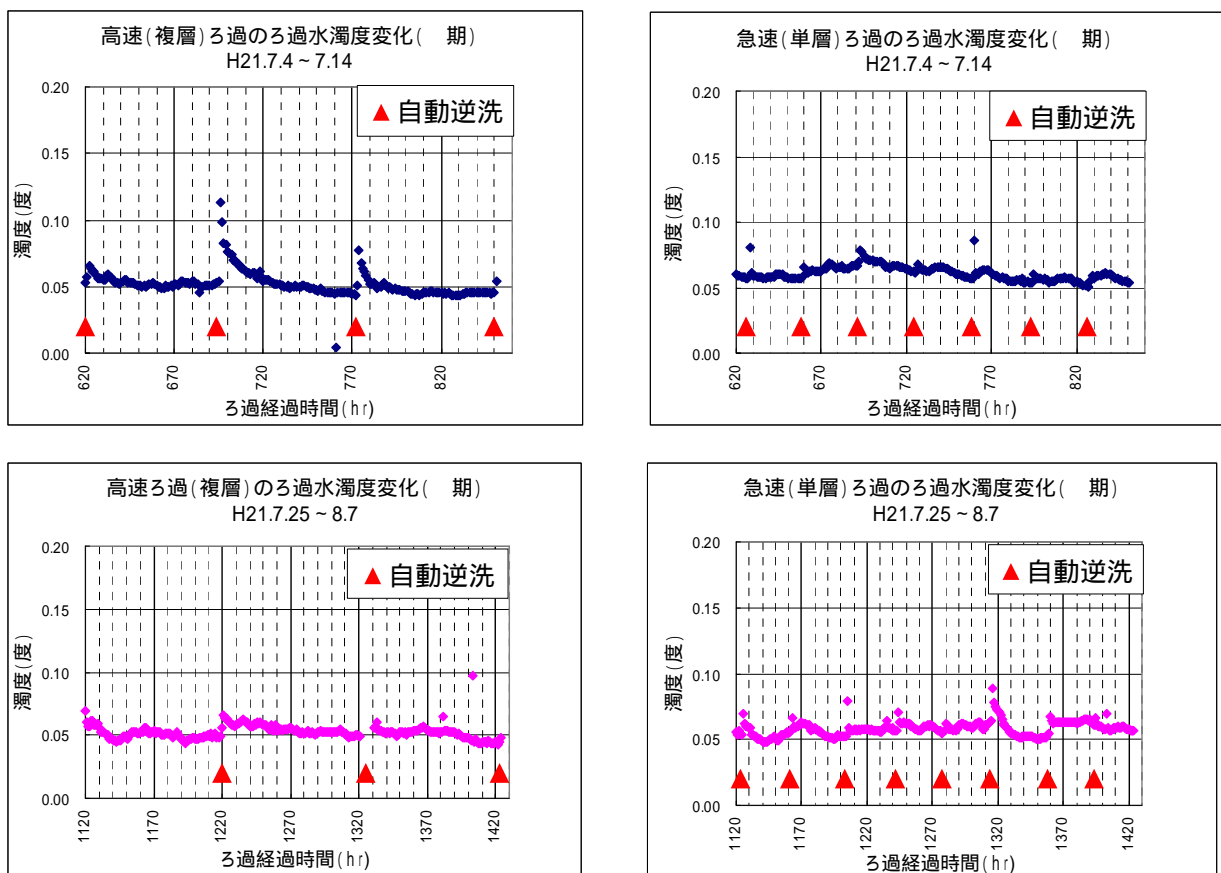 高速(複層)ろ過のろ過水濁度変化(　期)
H21.7.4 ~ 7.14
▲ 自動逆洗
濁度(度)
0.20
0.15
0.10
0.05
0.00
620
670
720
770
820
ろ過経過時間(hr)
急速(単層)ろ過のろ過水濁度変化(　期)
H21.7.4 ~ 7.14
▲ 自動逆洗
濁度(度)
0.20
0.15
0.10
0.05
0.00
620
670
720
770
820
ろ過経過時間(hr)
高速ろ過(複層)のろ過水濁度変化(　期)
H21.7.25 ~ 8.7
▲ 自動逆洗
濁度(度)
0.20
0.15
0.10
0.05
0.00
1120
1170
1220
1270
1320
1370
1420
ろ過経過時間(hr)
急速(単層)ろ過のろ過水濁度変化(　期)
H21.7.25 ~ 8.7
▲ 自動逆洗
濁度(度)
0.20
0.15
0.10
0.05
0.00
1120
1170
1220
1270
1320
1370
1420
ろ過経過時間(hr)